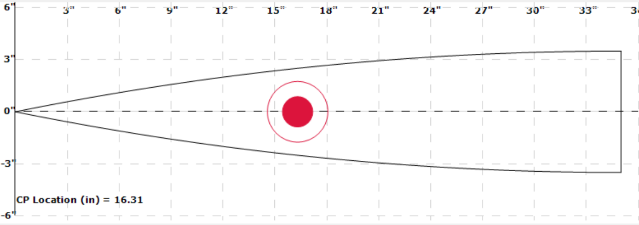 6"
3" 6" 9" 12" 15" 18" 21" 24" 27" 30" 33"
3"
0"
-3"
CP Location (in) = 16.31
-6"